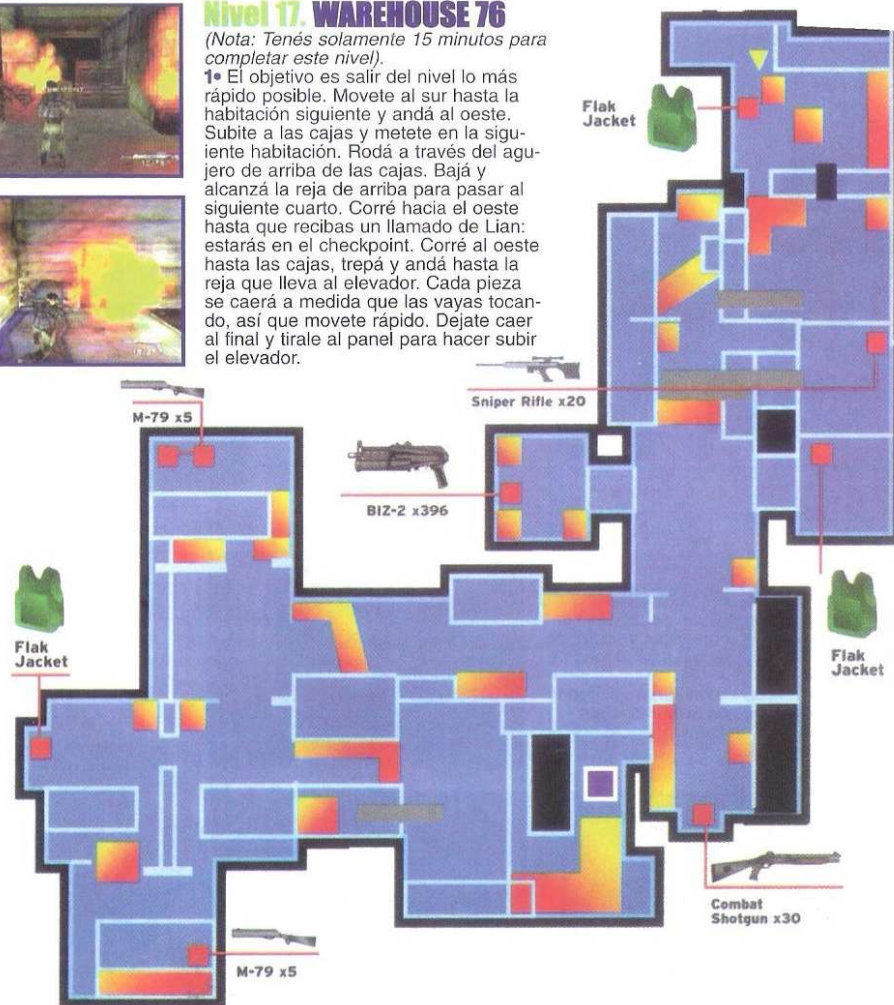 Nivel 17. WAREHOUSE 76
(Nota: Tenés solamente 15 minutos para
completar este nivel).
1• El objetivo es salir del nivel lo más
rápido posible. Movete al sur hasta la
habitación siguiente y andá al oeste.
Subite a las cajas y metete en la sigu-
iente habitación. Rodá a través del agu-
jero de arriba de las cajas. Bajá y
alcanzá la reja de arriba para pasar al
siguiente cuarto. Corré hacia el oeste
hasta que recibas un llamado de Lian:
estarás en el checkpoint. Corré al oeste
hasta las cajas, trepá y andá hasta la
reja que lleva al elevador. Cada pieza
se caerá a medida que las vayas tocan-
do, así que movete rápido. Dejate caer
al final y tirale al panel para hacer subir
el elevador.
Flak
Jacket
Sniper Rifle x20
M-79 x5
BIZ-2 x396
Flak
Jacket
Flak
Jacket
Combat
Shotgun x30
M-79 x5